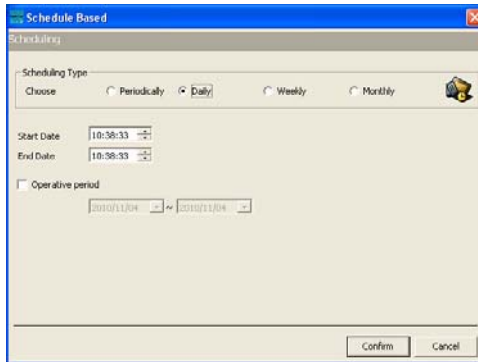 Schedule Based
Scheduling
Scheduling Type
Choose Periodically Daily Weekly Monthly
Start Date 10:38:33
End Date 10:38:33
Operative period
2010/11/04 ~ 2010/11/04
Confirm Cancel